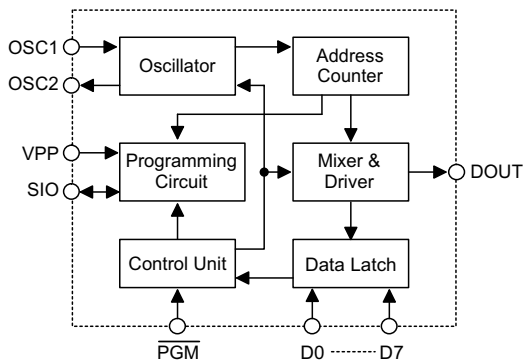 OSC1
OSC2
Oscillator
Address
Counter
VPP
SIO
Programming
Circuit
Mixer &
Driver
DOUT
Control Unit
Data Latch
PGM
D0
D7